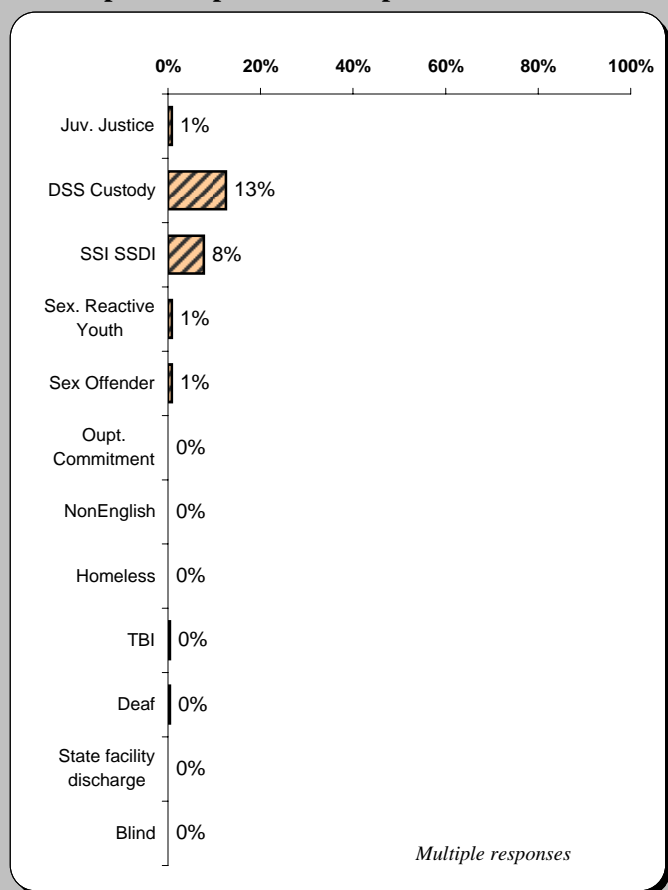 0% 20% 40% 60% 80% 100%
Juv. Justice 1%
DSS Custody 13%
SSI SSDI 8%
Sex. Reactive
Youth 1%
Sex Offender 1%
Oupt.
Commitment 0%
NonEnglish 0%
Homeless 0%
TBI 0%
Deaf 0%
State facility
discharge 0%
Blind 0%
Multiple responses